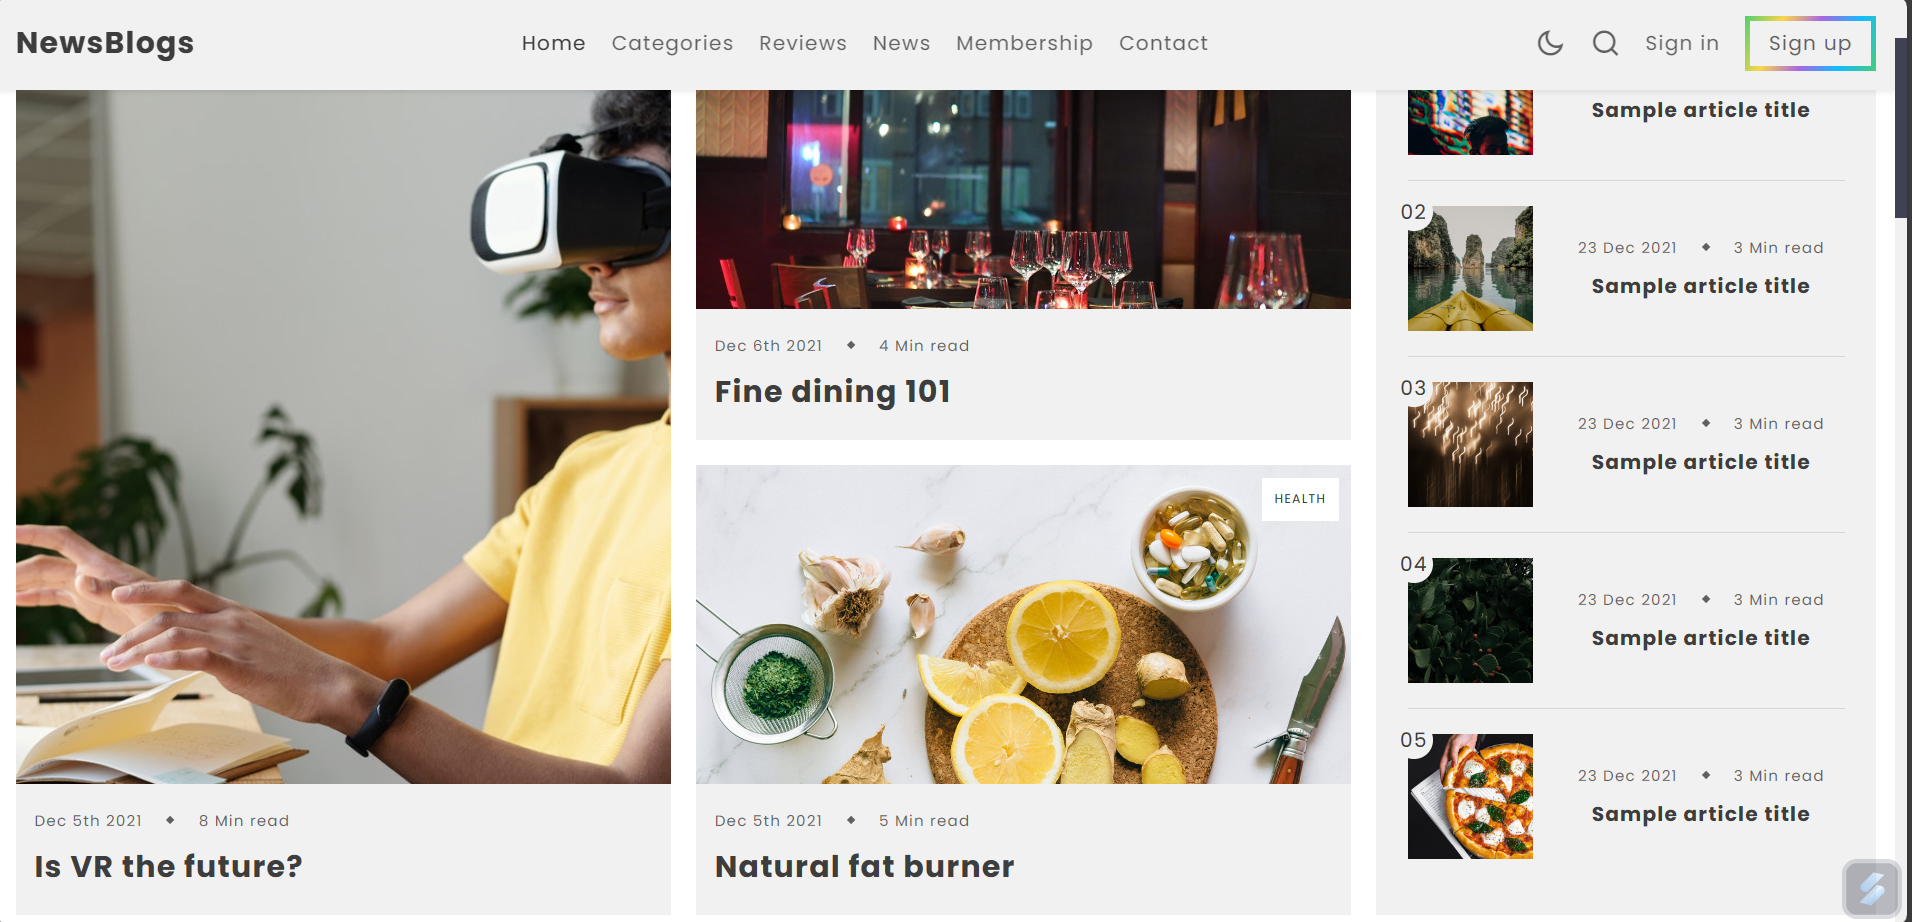 NewsBlogs
Home Categories Reviews News Membership Contact
Sign in
Sign up
Dec 5th 2021 ◆ 8 Min read
Is VR the future?
Dec 6th 2021 ◆ 4 Min read
Fine dining 101
HEALTH
Dec 5th 2021 ◆ 5 Min read
Natural fat burner
Sample article title
02
23 Dec 2021 ◆ 3 Min read
Sample article title
03
23 Dec 2021 ◆ 3 Min read
Sample article title
04
23 Dec 2021 ◆ 3 Min read
Sample article title
05
23 Dec 2021 ◆ 3 Min read
Sample article title